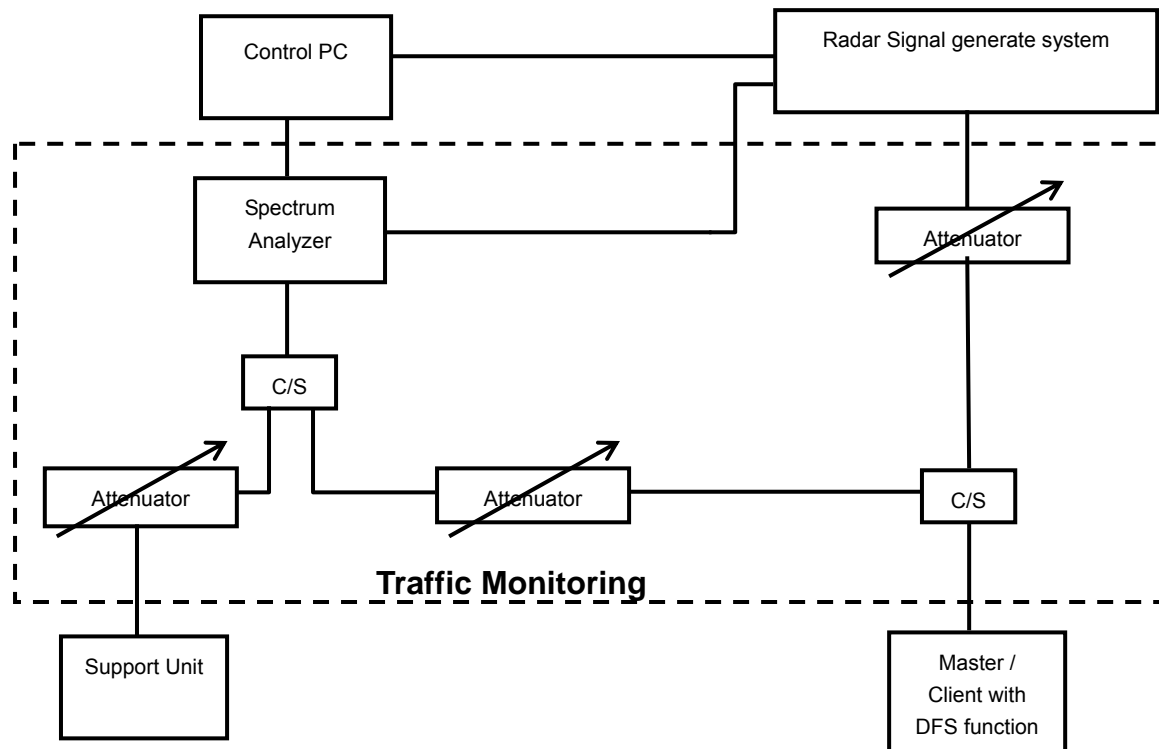 Control PC
Radar Signal generate system
Spectrum
Analyzer
Attenuator
C/S
Attenuator
Attenuator
C/S
Traffic Monitoring
Support Unit
Master /
Client with
DFS function